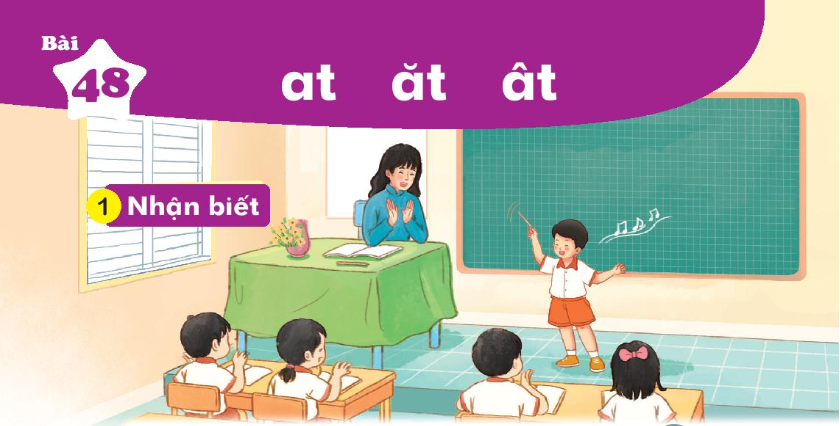 Bài
48
at ăt ât
1 Nhận biết